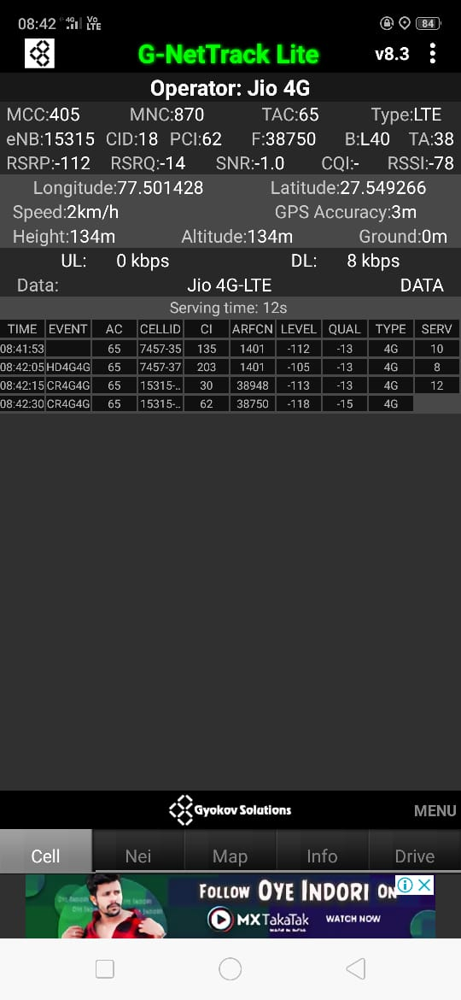 08:42 4G Vo LTE 84
G-NetTrack Lite v8.3
Operator: Jio 4G
MCC:405 MNC:870 TAC:65 Type:LTE
eNB:15315 CID:18 PCI:62 F:38750 B:L40 TA:38
RSRP:-112 RSRQ:-14 SNR:-1.0 CQI:- RSSI:-78
Longitude:77.501428 Latitude:27.549266
Speed:2km/h GPS Accuracy:3m
Height:134m Altitude:134m Ground:0m
UL: 0 kbps DL: 8 kbps
Data: Jio 4G-LTE DATA
Serving time: 12s
TIME EVENT AC CELLID CI ARFCN LEVEL QUAL TYPE SERV
08:41:53 65 7457-35 135 1401 -112 -13 4G 10
08:42:05 HD4G4G 65 7457-37 203 1401 -105 -13 4G 8
08:42:15 CR4G4G 65 15315-.. 30 38948 -113 -13 4G 12
08:42:30 CR4G4G 65 15315-.. 62 38750 -118 -15 4G
Gyokov Solutions MENU
Cell Nei Map Info Drive
FOLLOW OYE INDORI ON
MXTAKATAK WATCH NOW